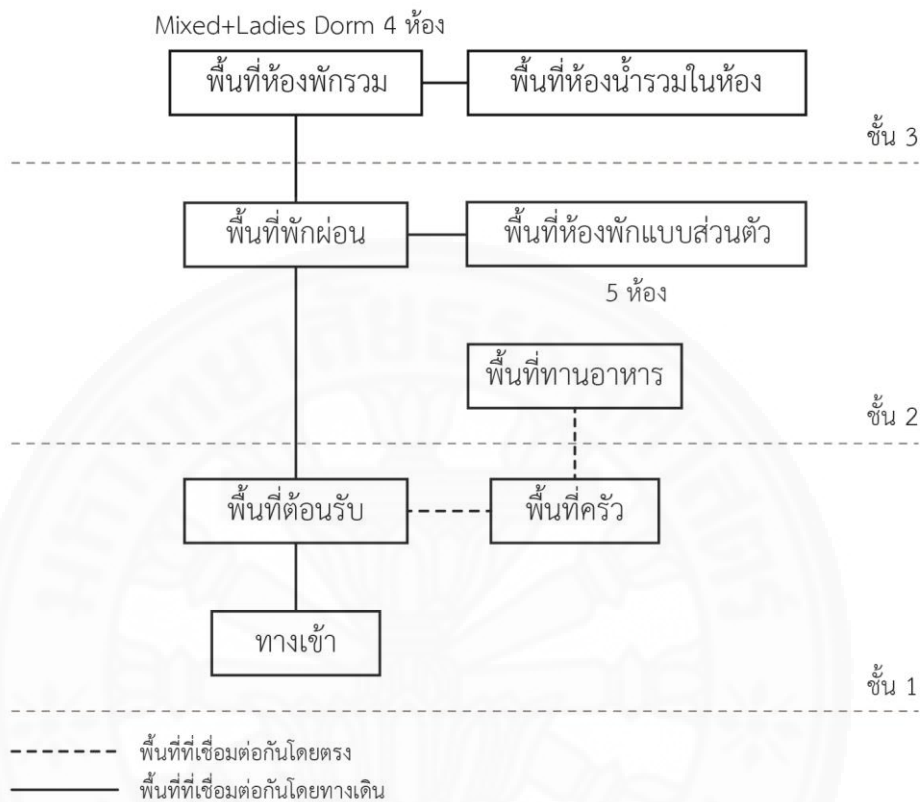 Mixed+Ladies Dorm 4 ห้อง
พื้นที่ห้องพักรวม
พื้นที่ห้องน้ำรวมในห้อง
ชั้น 3
พื้นที่พักผ่อน
พื้นที่ห้องพักแบบส่วนตัว
5 ห้อง
พื้นที่ทานอาหาร
ชั้น 2
พื้นที่ต้อนรับ
พื้นที่ครัว
ทางเข้า
ชั้น 1
พื้นที่ที่เชื่อมต่อกันโดยตรง
พื้นที่ที่เชื่อมต่อกันโดยทางเดิน